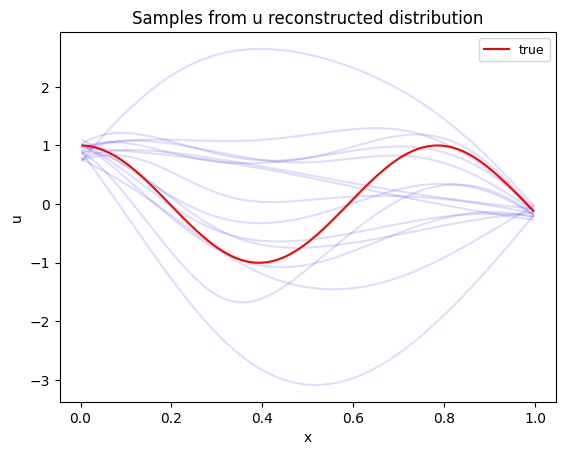 Samples from u reconstructed distribution
true
2
1
0
−1
−2
−3
u
0.0 0.2 0.4 0.6 0.8 1.0
x